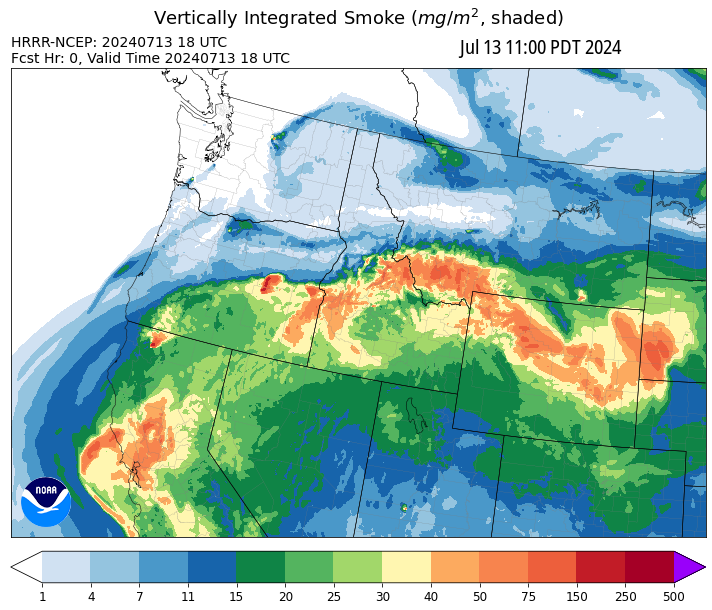 Vertically Integrated Smoke (mg/m², shaded)
HRRR-NCEP: 20240713 18 UTC
Jul 13 11:00 PDT 2024
Fcst Hr: 0, Valid Time 20240713 18 UTC
NOAA
1 4 7 11 15 20 25 30 40 50 75 150 250 500